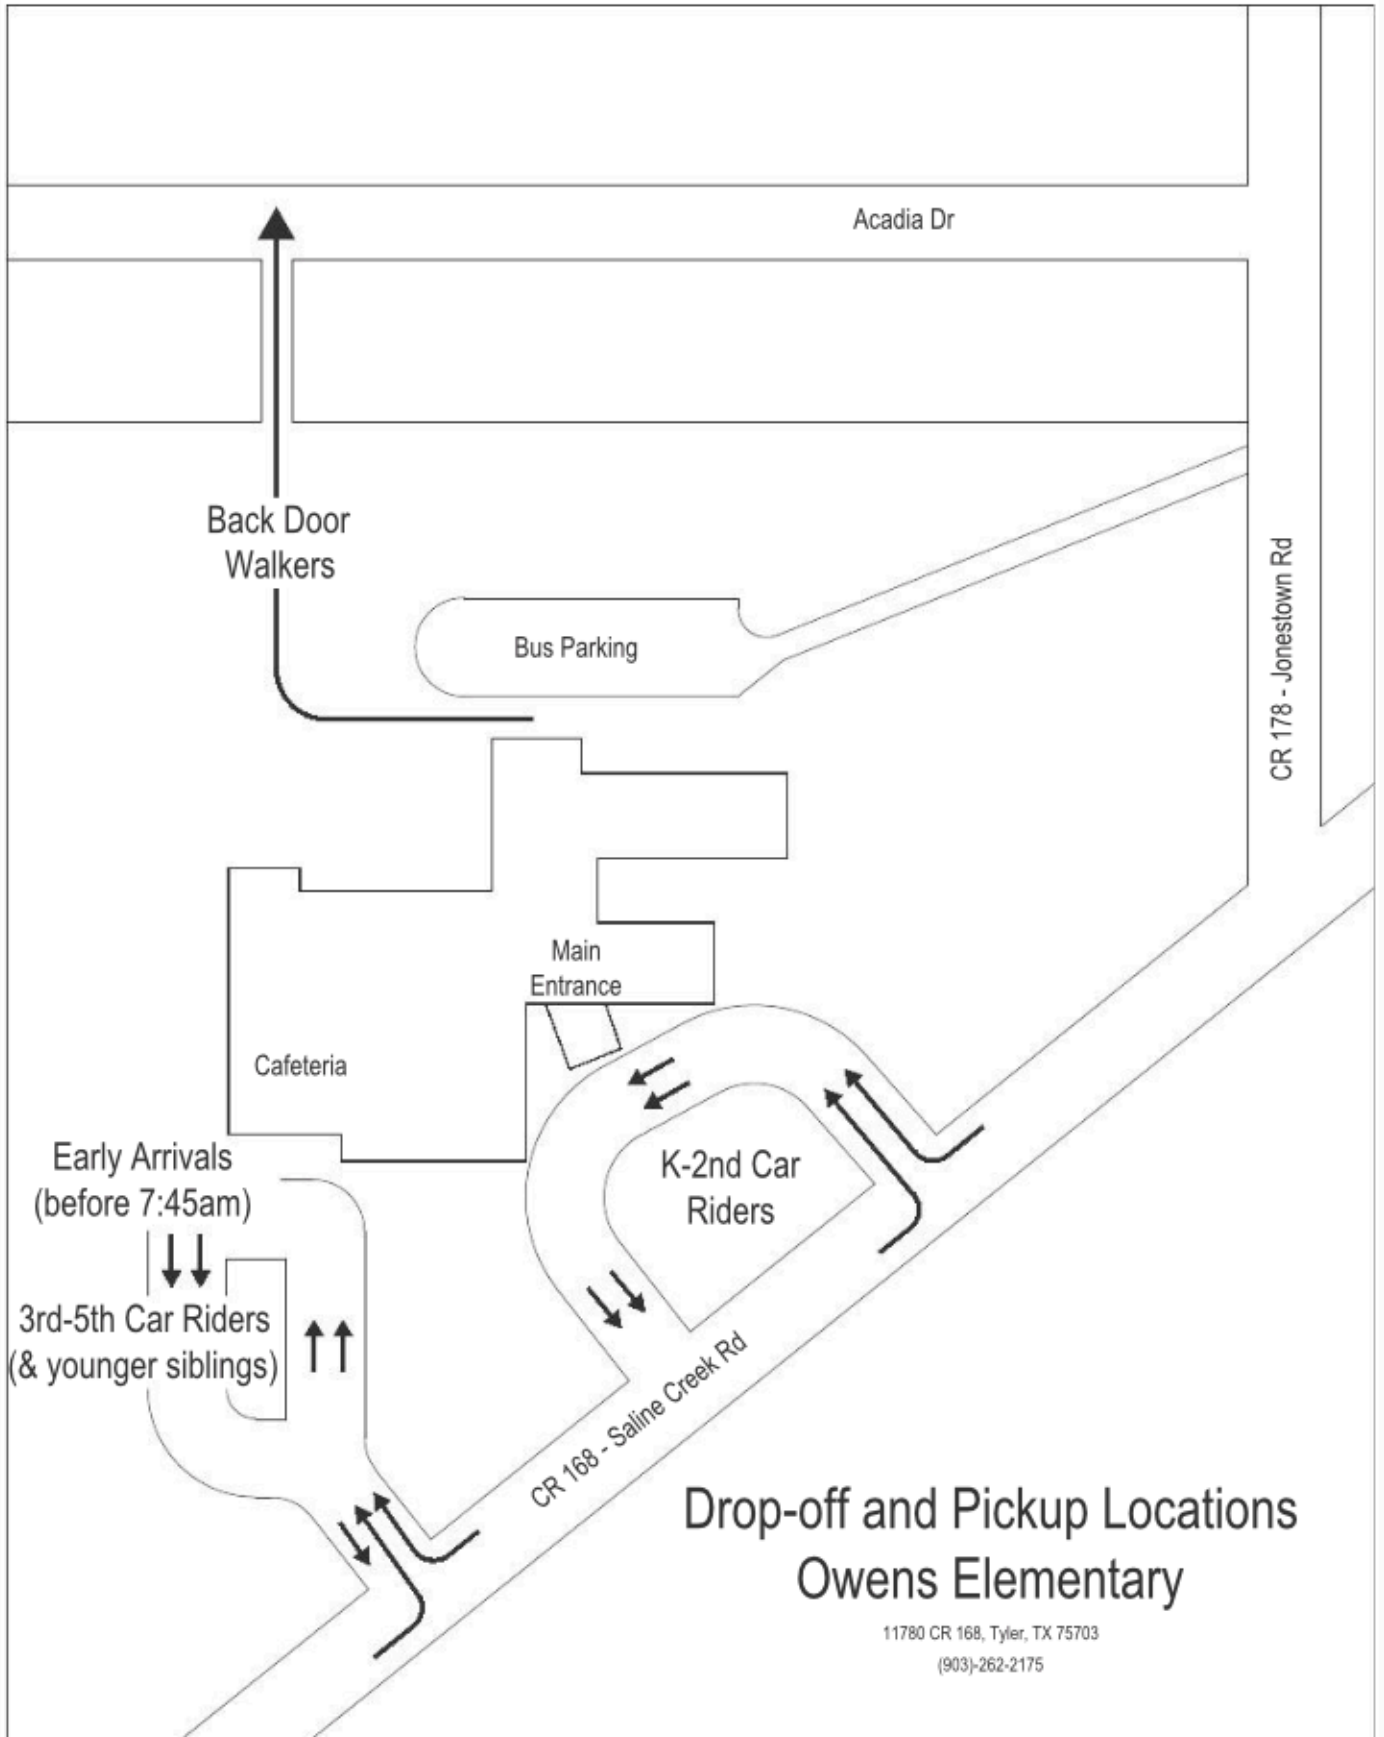 Acadia Dr
Back Door
Walkers
Bus Parking
CR 178 - Jonestown Rd
Main
Entrance
Cafeteria
Early Arrivals
(before 7:45am)
K-2nd Car
Riders
3rd-5th Car Riders
(& younger siblings)
CR 168 - Saline Creek Rd
Drop-off and Pickup Locations
Owens Elementary
11780 CR 168, Tyler, TX 75703
(903)-262-2175